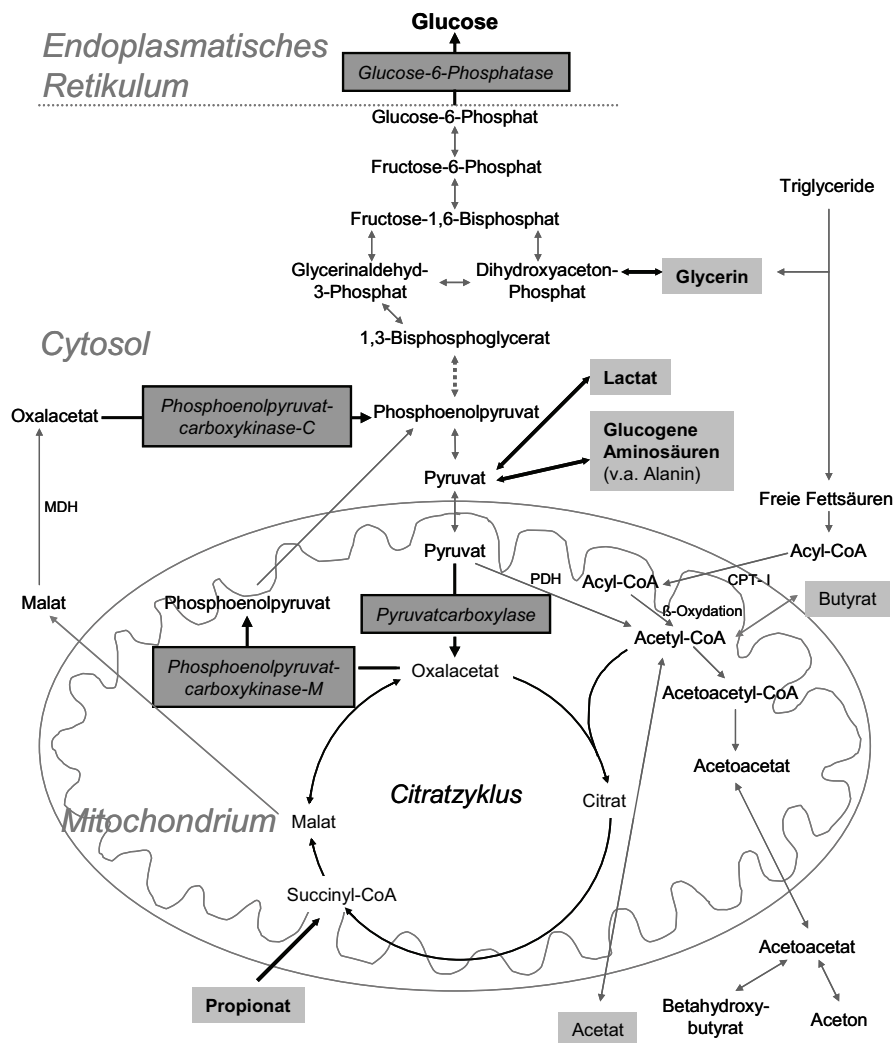 Glucose
Endoplasmatisches
Retikulum
Glucose-6-Phosphatase
Glucose-6-Phosphat
Fructose-6-Phosphat
Triglyceride
Fructose-1,6-Bisphosphat
Glycerinaldehyd-
3-Phosphat
Dihydroxyaceton-
Phosphat
Glycerin
Cytosol
1,3-Bisphosphoglycerat
Lactat
Oxalacetat
Phosphoenolpyruvat-
carboxykinase-C
Phosphoenolpyruvat
Glucogene
Aminosäuren
(v.a. Alanin)
Pyruvat
MDH
Freie Fettsäuren
Pyruvat
Acyl-CoA
PDH
Acyl-CoA
CPT- I
Malat
Phosphoenolpyruvat
Pyruvatcarboxylase
ß-Oxydation
Butyrat
Acetyl-CoA
Phosphoenolpyruvat-
carboxykinase-M
Oxalacetat
Acetoacetyl-CoA
Acetoacetat
Citratzyklus
Citrat
Mitochondrium
Malat
Succinyl-CoA
Acetoacetat
Propionat
Acetat
Betahydroxy-
butyrat
Aceton